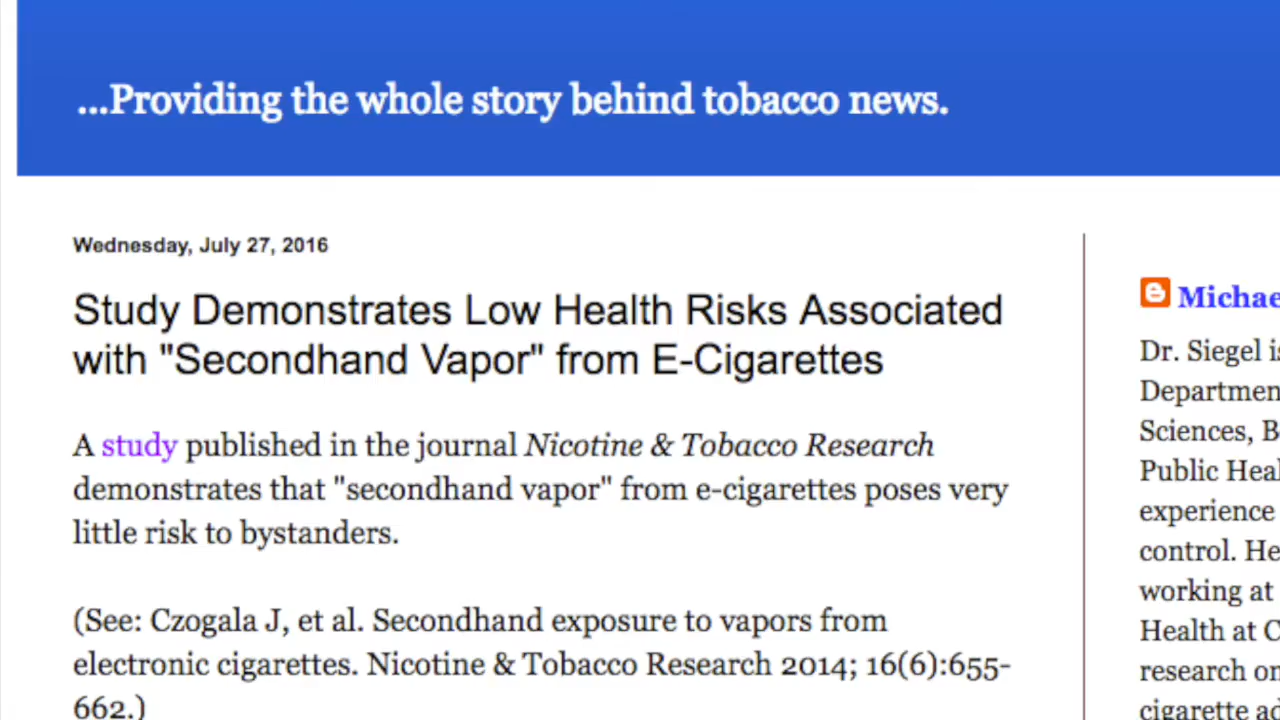 ...Providing the whole story behind tobacco news.
Wednesday, July 27, 2016
Study Demonstrates Low Health Risks Associated
with "Secondhand Vapor" from E-Cigarettes
A study published in the journal Nicotine & Tobacco Research
demonstrates that "secondhand vapor" from e-cigarettes poses very
little risk to bystanders.
(See: Czogala J, et al. Secondhand exposure to vapors from
electronic cigarettes. Nicotine & Tobacco Research 2014; 16(6):655-
662.)
Dr. Siegel
Sciences,
Public
experience
control. He
working at
Health at
research
cigarette